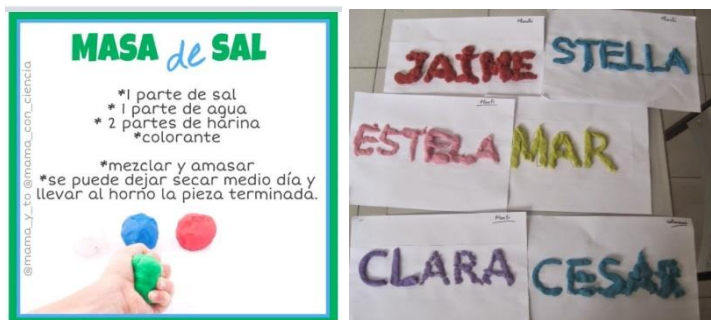 MASA de SAL
*1 parte de sal
* 1 parte de agua
* 2 partes de harina
*colorante
*mezclar y amasar
*se puede dejar secar medio día y
llevar al horno la pieza terminada.
@mama_y_to @mama_con_ciencia
JAIME
STELLA
ESTELA
MAR
CLARA
CESAR